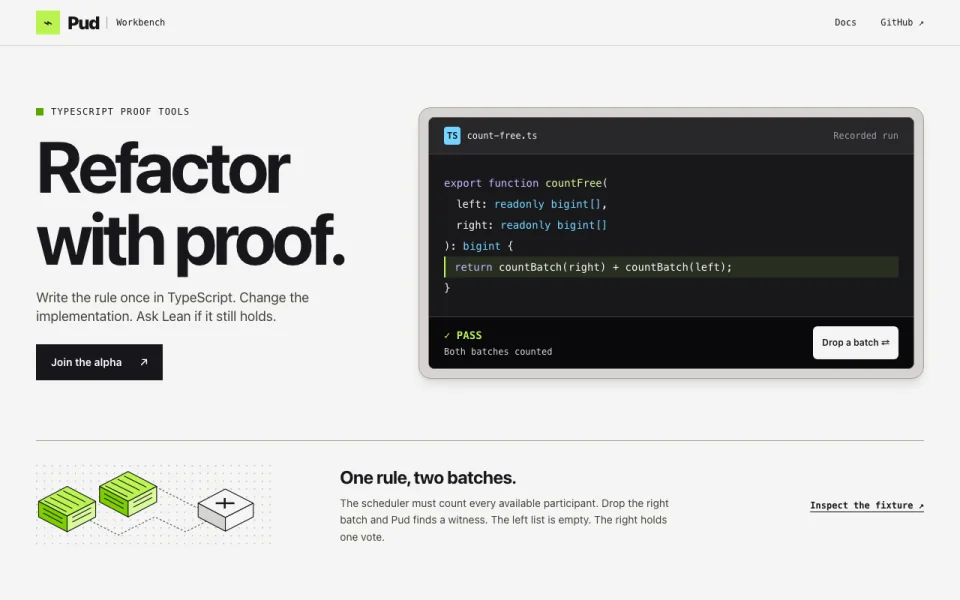 Pud
Workbench
Docs
GitHub ↗
TYPESCRIPT PROOF TOOLS
Refactor
with proof.
Write the rule once in TypeScript. Change the
implementation. Ask Lean if it still holds.
Join the alpha ↗
TS count-free.ts
Recorded run
export function countFree(
left: readonly bigint[],
right: readonly bigint[]
): bigint {
return countBatch(right) + countBatch(left);
}
✓ PASS
Both batches counted
Drop a batch ⇄
One rule, two batches.
The scheduler must count every available participant. Drop the right
batch and Pud finds a witness. The left list is empty. The right holds
one vote.
Inspect the fixture ↗